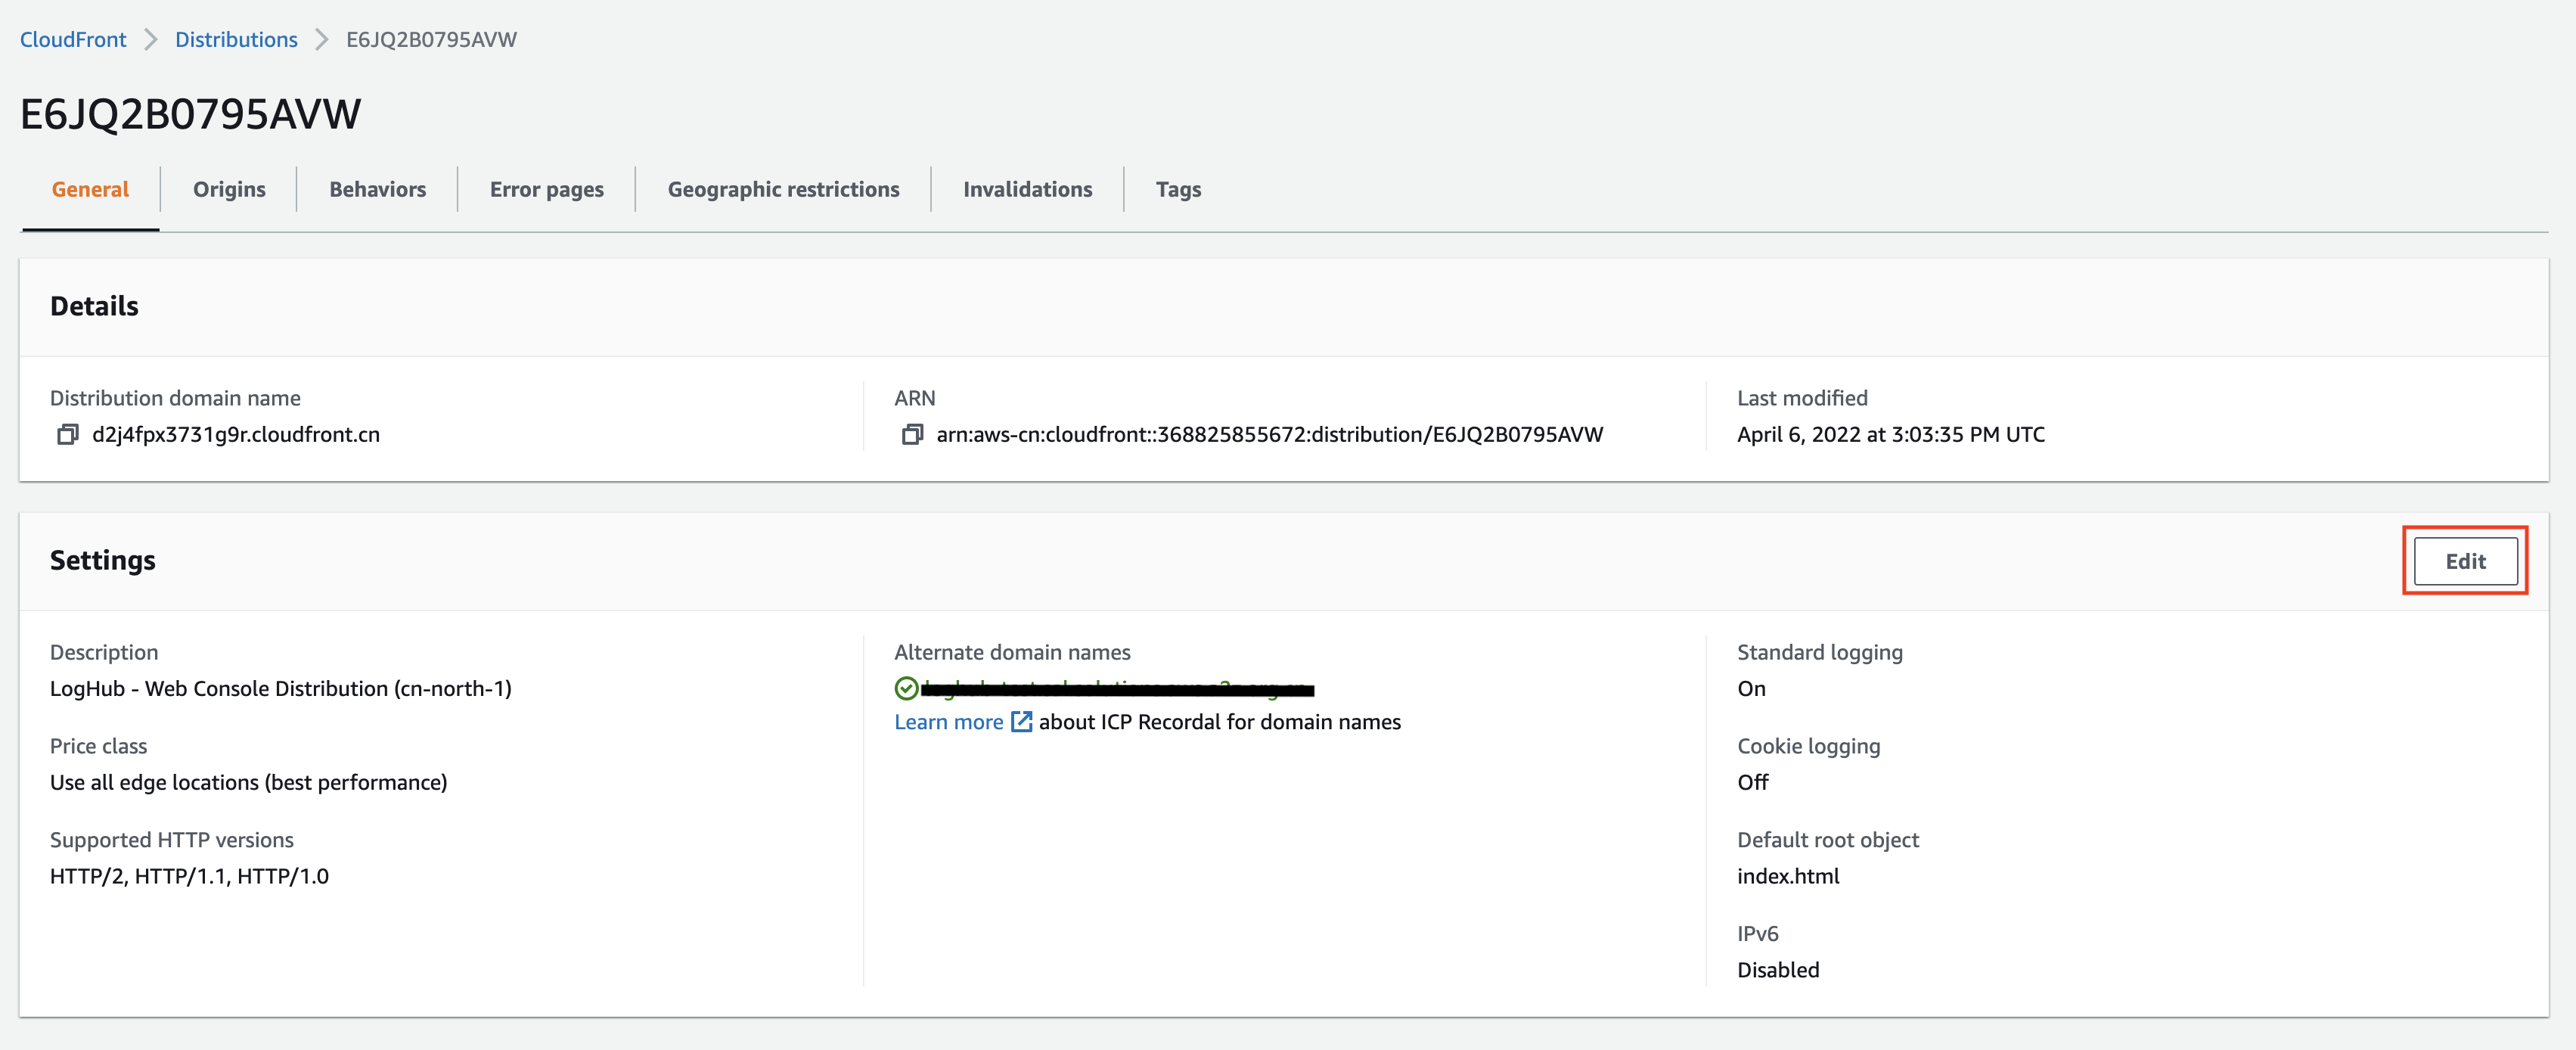 CloudFront > Distributions > E6JQ2B0795AVW
E6JQ2B0795AVW
General Origins Behaviors Error pages Geographic restrictions Invalidations Tags
Details
Distribution domain name
d2j4fpx3731g9r.cloudfront.cn
ARN
arn:aws-cn:cloudfront::368825855672:distribution/E6JQ2B0795AVW
Last modified
April 6, 2022 at 3:03:35 PM UTC
Settings
Edit
Description
LogHub - Web Console Distribution (cn-north-1)
Price class
Use all edge locations (best performance)
Supported HTTP versions
HTTP/2, HTTP/1.1, HTTP/1.0
Alternate domain names
Learn more about ICP Recordal for domain names
Standard logging
On
Cookie logging
Off
Default root object
index.html
IPv6
Disabled